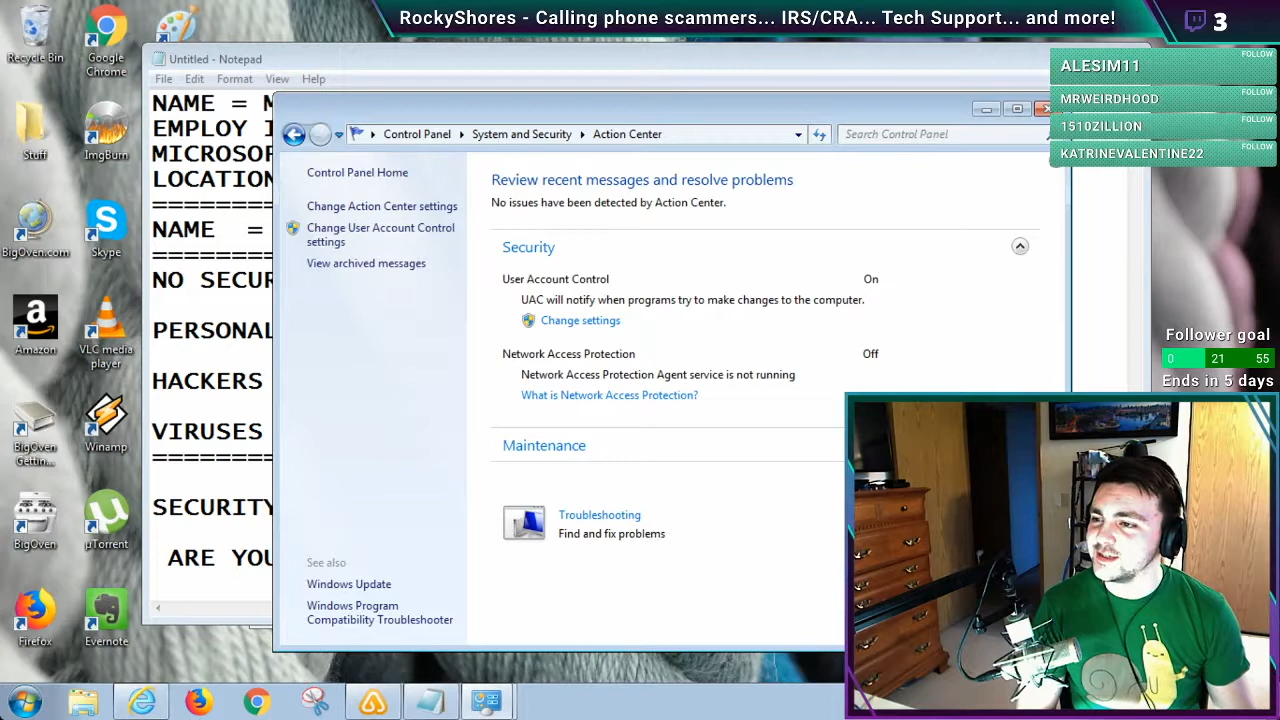 RockyShores - Calling phone scammers... IRS/CRA... Tech Support... and more!
3
ALESIM11
FOLLOW
MRWEIRDHOOD
FOLLOW
1510ZILLION
FOLLOW
KATRINEVALENTINE22
FOLLOW
Follower goal
0 21 55
Ends in 5 days
Recycle Bin
Google Chrome
Stuff
ImgBurn
BigOven.com
Skype
Amazon
VLC media player
BigOven Gettin...
Winamp
BigOven
µTorrent
Firefox
Evernote
Untitled - Notepad
File Edit Format View Help
NAME =
EMPLOY
MICROSOF
LOCATION
=========
NAME =
=========
NO SECUR
PERSONAL
HACKERS
VIRUSES
=========
SECURITY
ARE YOU
Control Panel System and Security Action Center
Search Control Panel
Control Panel Home
Change Action Center settings
Change User Account Control
settings
View archived messages
See also
Windows Update
Windows Program
Compatibility Troubleshooter
Review recent messages and resolve problems
No issues have been detected by Action Center.
Security
User Account Control On
UAC will notify when programs try to make changes to the computer.
Change settings
Network Access Protection Off
Network Access Protection Agent service is not running
What is Network Access Protection?
Maintenance
Troubleshooting
Find and fix problems